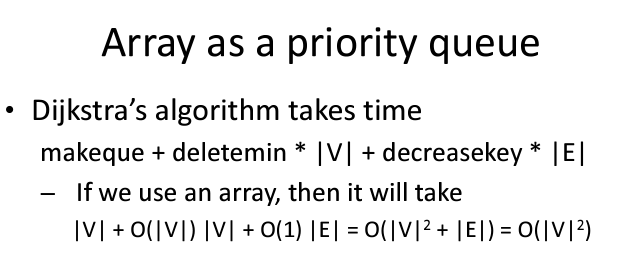 Array as a priority queue
• Dijkstra's algorithm takes time
makeque + deletemin * |V| + decreasekey * |E|
– If we use an array, then it will take
|V| + O(|V|) |V| + O(1) |E| = O(|V|² + |E|) = O(|V|²)